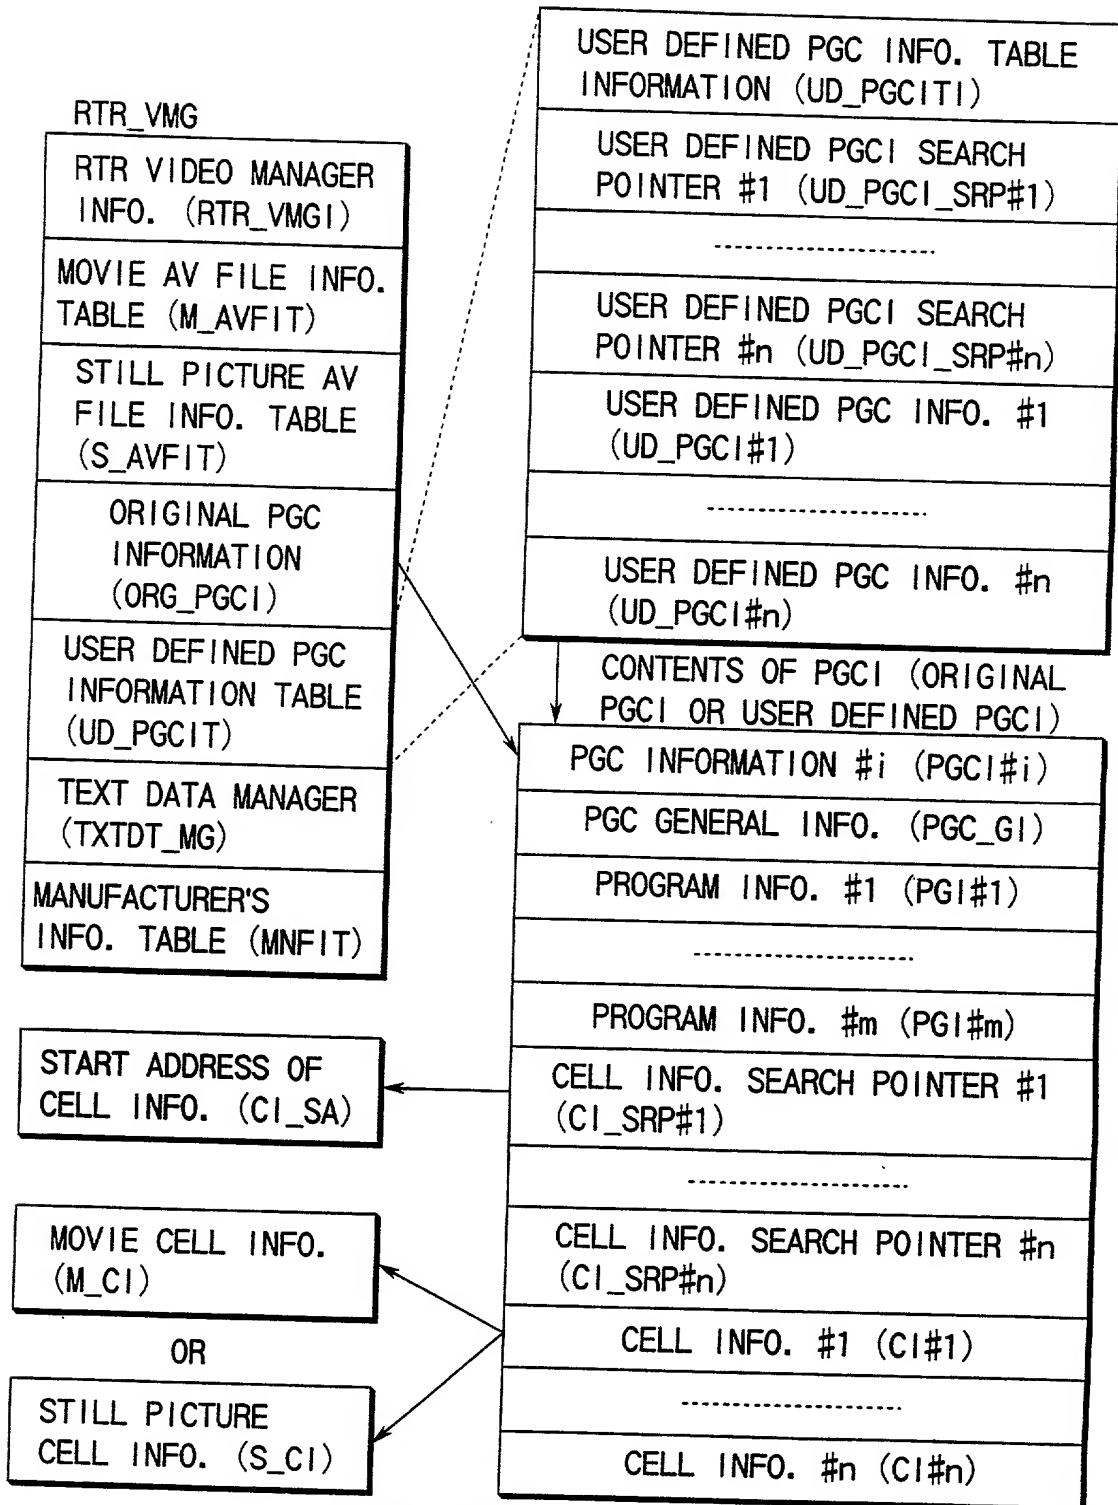 RTR_VMG
RTR VIDEO MANAGER
INFO. (RTR_VMGI)
MOVIE AV FILE INFO.
TABLE (M_AVFIT)
STILL PICTURE AV
FILE INFO. TABLE
(S_AVFIT)
ORIGINAL PGC
INFORMATION
(ORG_PGCI)
USER DEFINED PGC
INFORMATION TABLE
(UD_PGCIT)
TEXT DATA MANAGER
(TXTDT_MG)
MANUFACTURER'S
INFO. TABLE (MNFIT)
USER DEFINED PGC INFO. TABLE
INFORMATION (UD_PGCITI)
USER DEFINED PGCI SEARCH
POINTER #1 (UD_PGCI_SRP#1)
USER DEFINED PGCI SEARCH
POINTER #n (UD_PGCI_SRP#n)
USER DEFINED PGC INFO. #1
(UD_PGCI#1)
USER DEFINED PGC INFO. #n
(UD_PGCI#n)
CONTENTS OF PGCI (ORIGINAL
PGCI OR USER DEFINED PGCI)
PGC INFORMATION #i (PGCI#i)
PGC GENERAL INFO. (PGC_GI)
PROGRAM INFO. #1 (PGI#1)
PROGRAM INFO. #m (PGI#m)
CELL INFO. SEARCH POINTER #1
(CI_SRP#1)
CELL INFO. SEARCH POINTER #n
(CI_SRP#n)
CELL INFO. #1 (CI#1)
CELL INFO. #n (CI#n)
START ADDRESS OF
CELL INFO. (CI_SA)
MOVIE CELL INFO.
(M_CI)
OR
STILL PICTURE
CELL INFO. (S_CI)